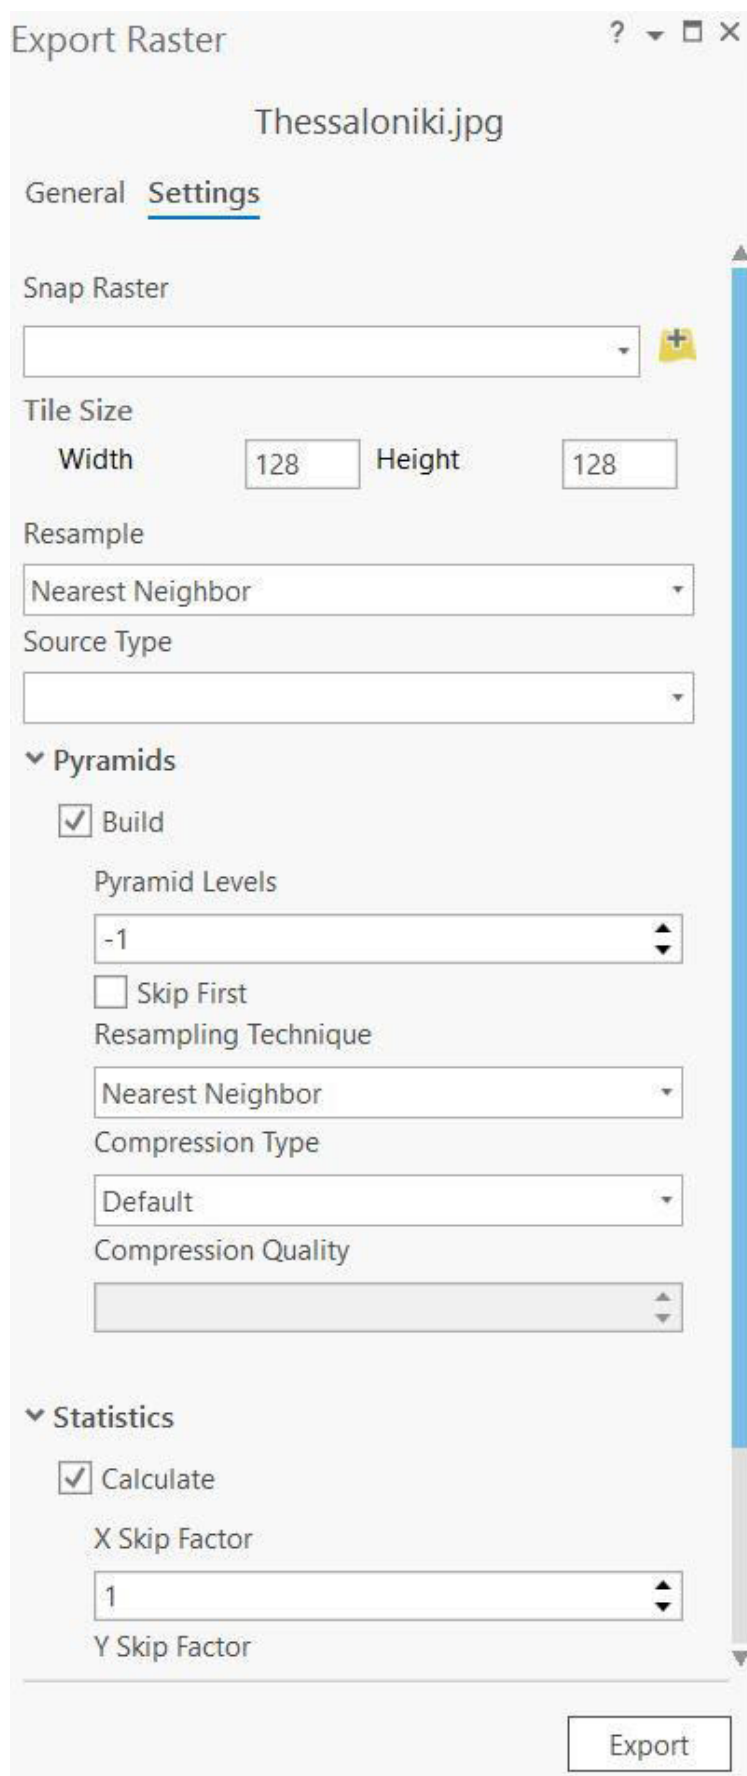 Export Raster ?
Thessaloniki.jpg
General Settings
Snap Raster
Tile Size
Width 128 Height 128
Resample
Nearest Neighbor
Source Type
Pyramids
Build
Pyramid Levels
-1
Skip First
Resampling Technique
Nearest Neighbor
Compression Type
Default
Compression Quality
Statistics
Calculate
X Skip Factor
1
Y Skip Factor
Export